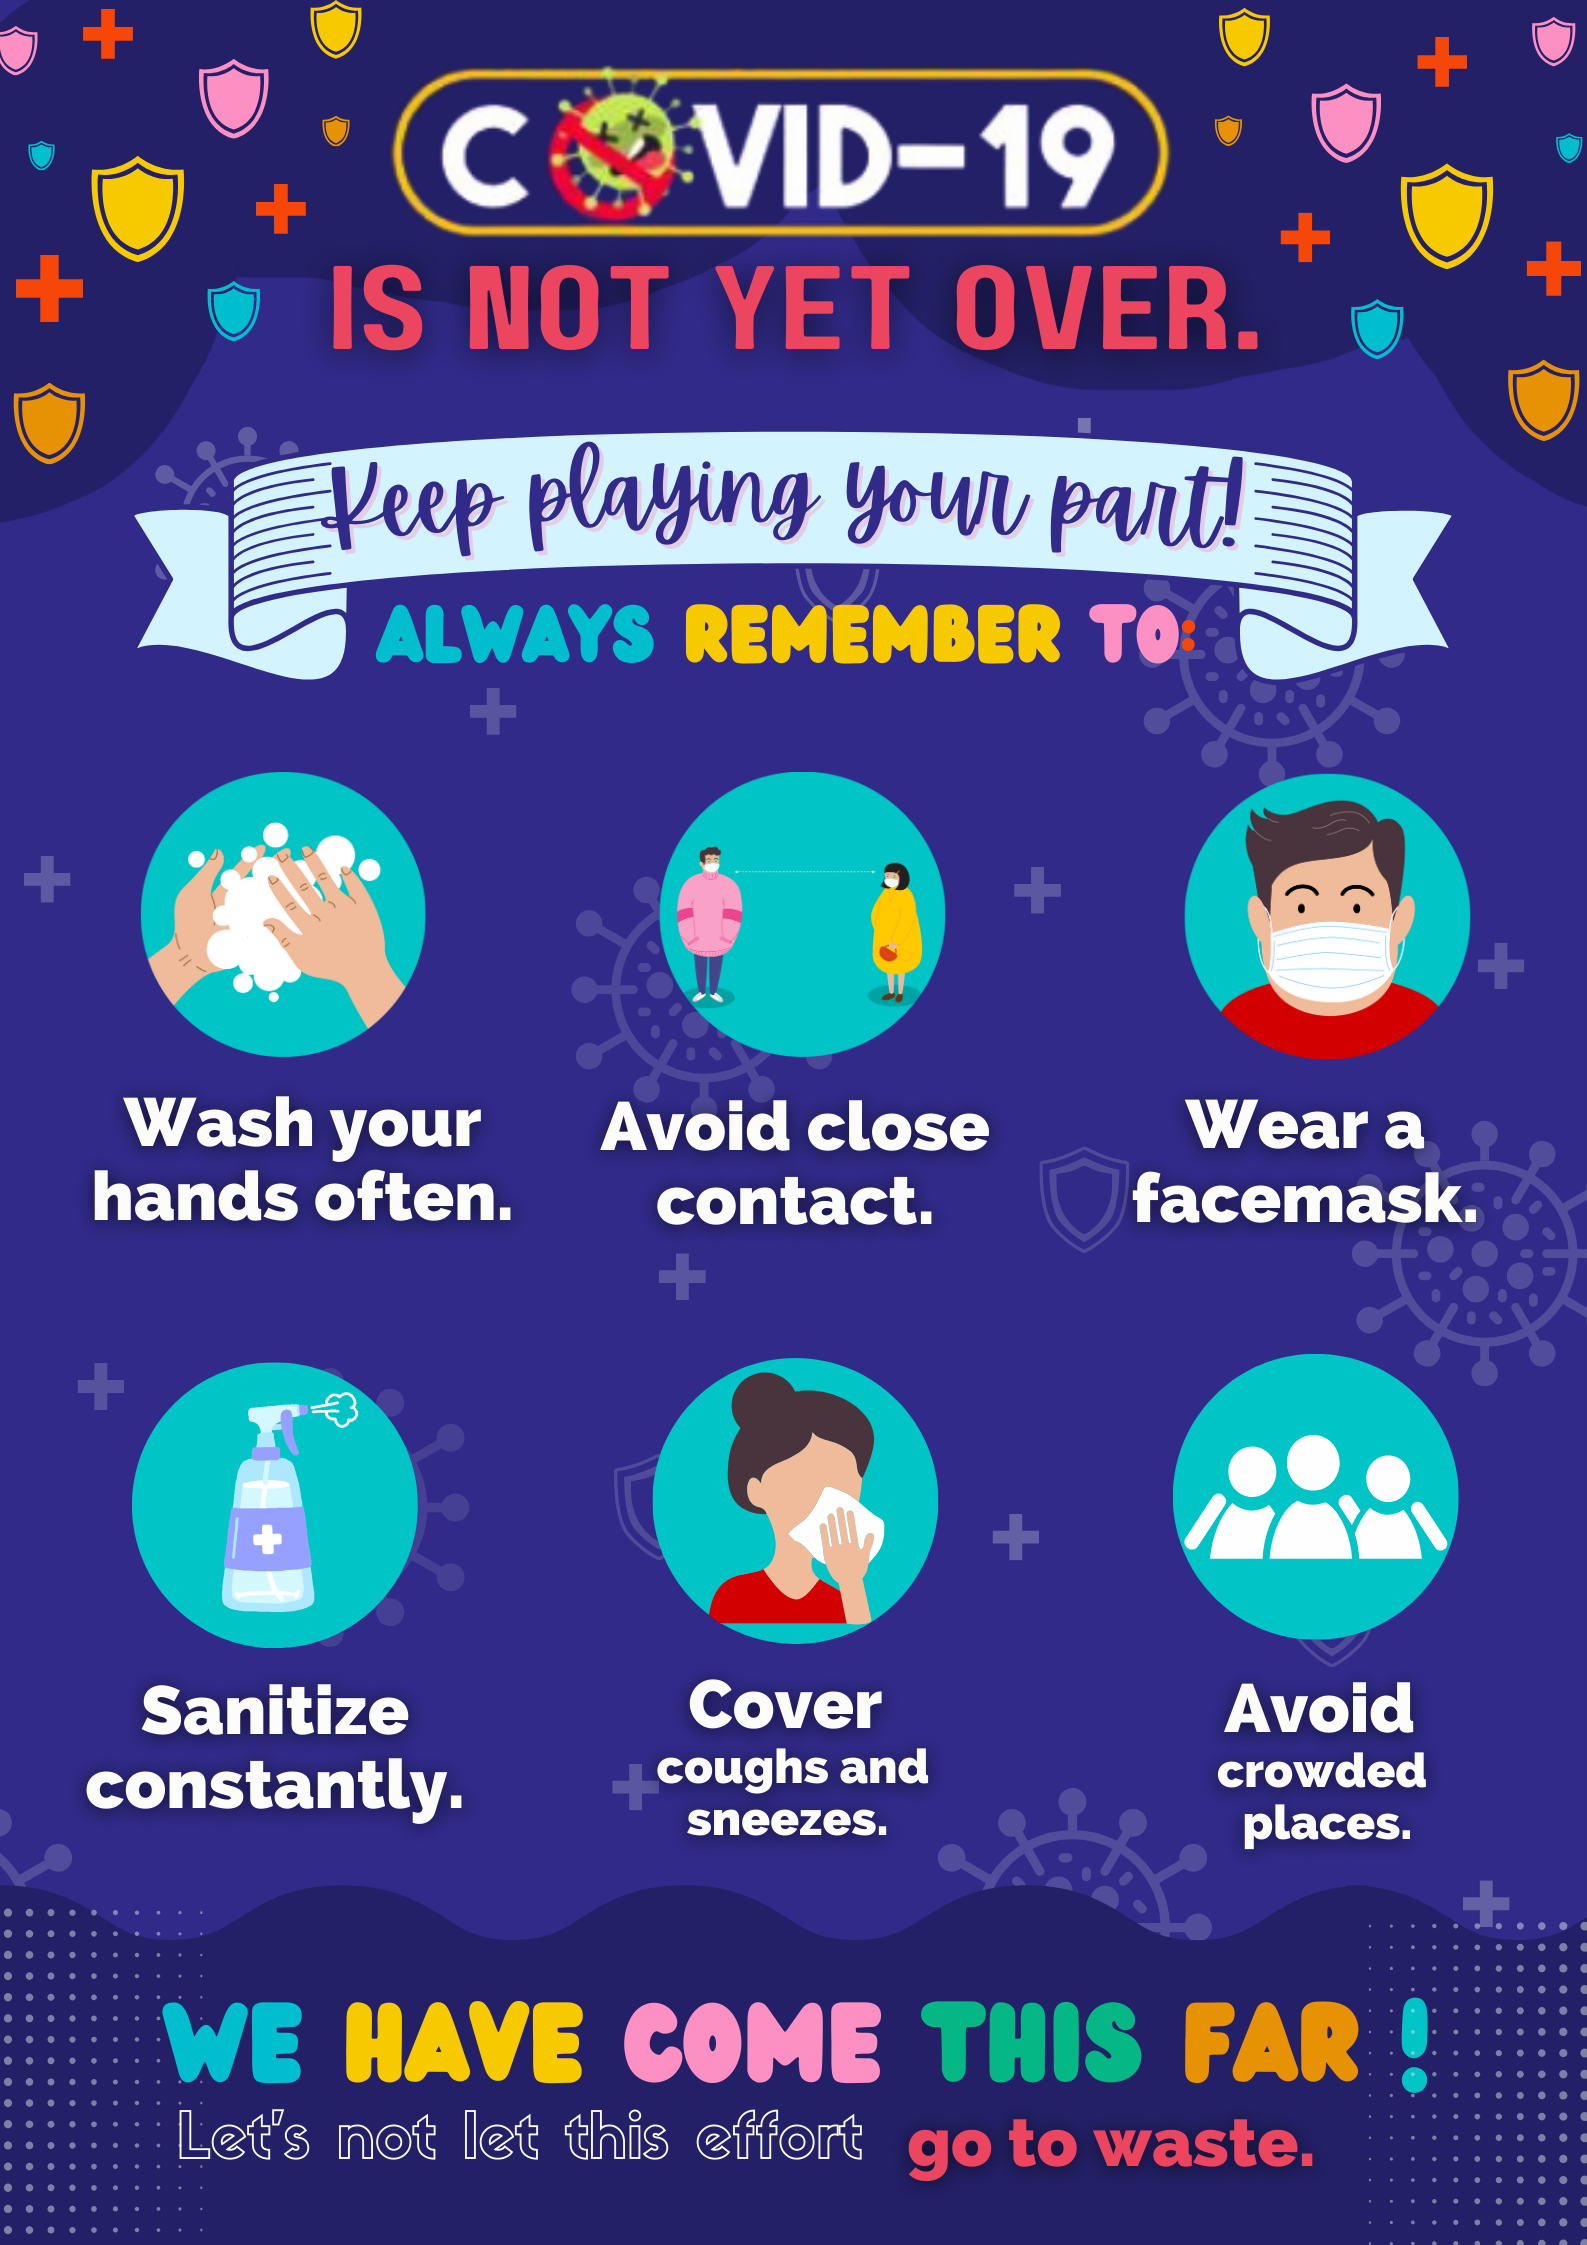 COVID-19
IS NOT YET OVER.
Keep playing your part!
ALWAYS REMEMBER TO:
Wash your
hands often.
Avoid close
contact.
Wear a
facemask.
Sanitize
constantly.
Cover
coughs and
sneezes.
Avoid
crowded
places.
WE HAVE COME THIS FAR !
Let's not let this effort go to waste.